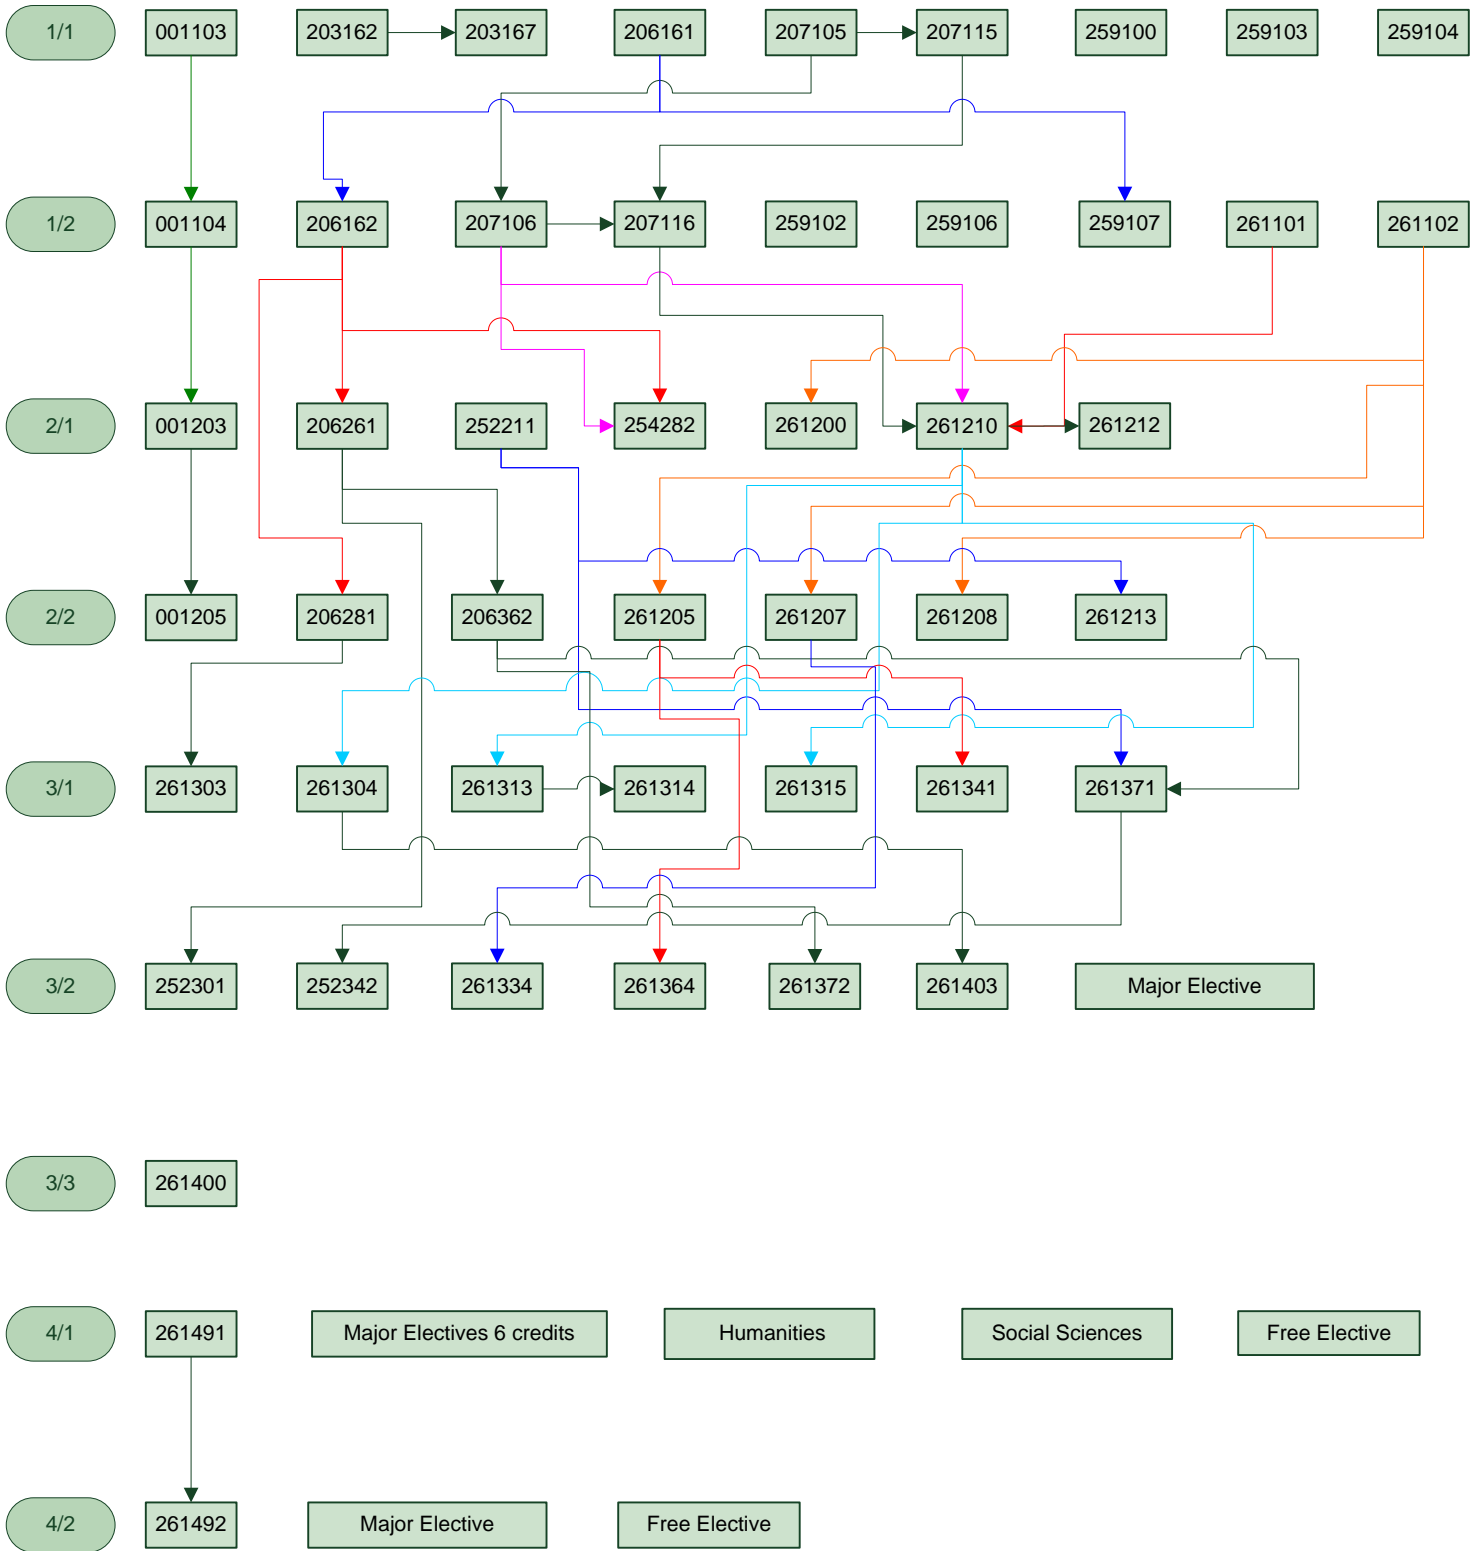 1/1 001103 203162 203167 206161 207105 207115 259100 259103 259104
1/2 001104 206162 207106 207116 259102 259106 259107 261101 261102
2/1 001203 206261 252211 254282 261200 261210 261212
2/2 001205 206281 206362 261205 261207 261208 261213
3/1 261303 261304 261313 261314 261315 261341 261371
3/2 252301 252342 261334 261364 261372 261403 Major Elective
3/3 261400
4/1 261491 Major Electives 6 credits Humanities Social Sciences Free Elective
4/2 261492 Major Elective Free Elective